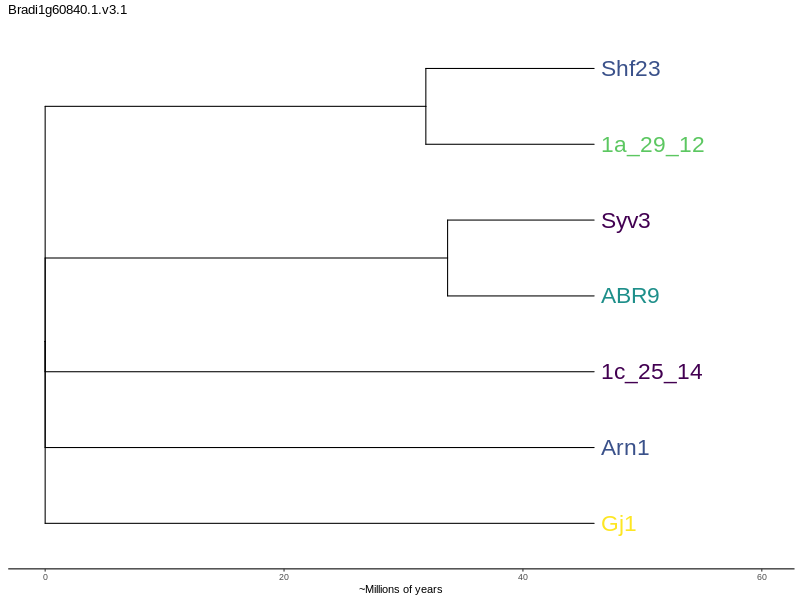 Bradi1g60840.1.v3.1
Shf23
1a_29_12
Syv3
ABR9
1c_25_14
Arn1
Gj1
0 20 40 60
~Millions of years